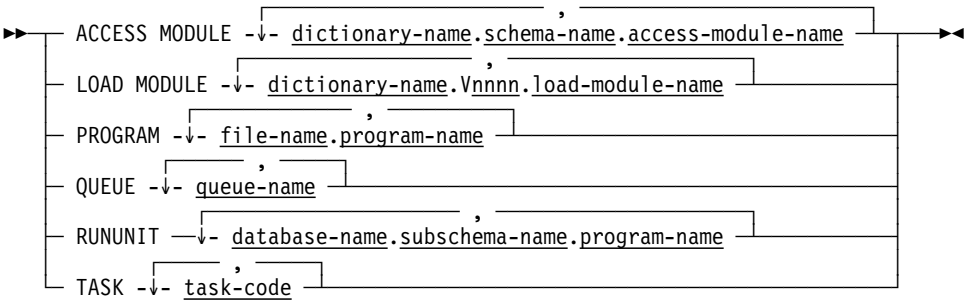 ,
ACCESS MODULE dictionary-name.schema-name.access-module-name
,
LOAD MODULE dictionary-name.Vnnnn.load-module-name
,
PROGRAM file-name.program-name
,
QUEUE queue-name
,
RUNUNIT database-name.subschema-name.program-name
,
TASK task-code